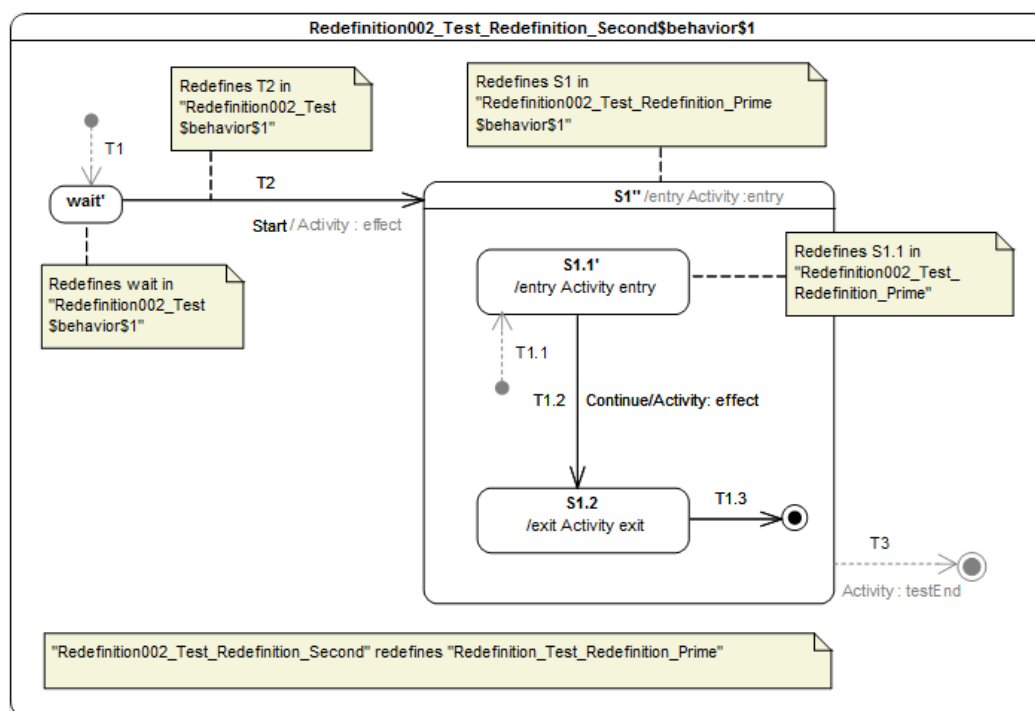 Redefinition002_Test_Redefinition_Second$behavior$1
Redefines T2 in
"Redefinition002_Test
$behavior$1"
Redefines S1 in
"Redefinition002_Test_Redefinition_Prime
$behavior$1"
T1
wait'
T2
Start / Activity : effect
S1" /entry Activity :entry
Redefines wait in
"Redefinition002_Test
$behavior$1"
S1.1'
/entry Activity entry
Redefines S1.1 in
"Redefinition002_Test_
Redefinition_Prime"
T1.1
T1.2
Continue/Activity: effect
S1.2
/exit Activity exit
T1.3
T3
Activity : testEnd
"Redefinition002_Test_Redefinition_Second" redefines "Redefinition_Test_Redefinition_Prime"